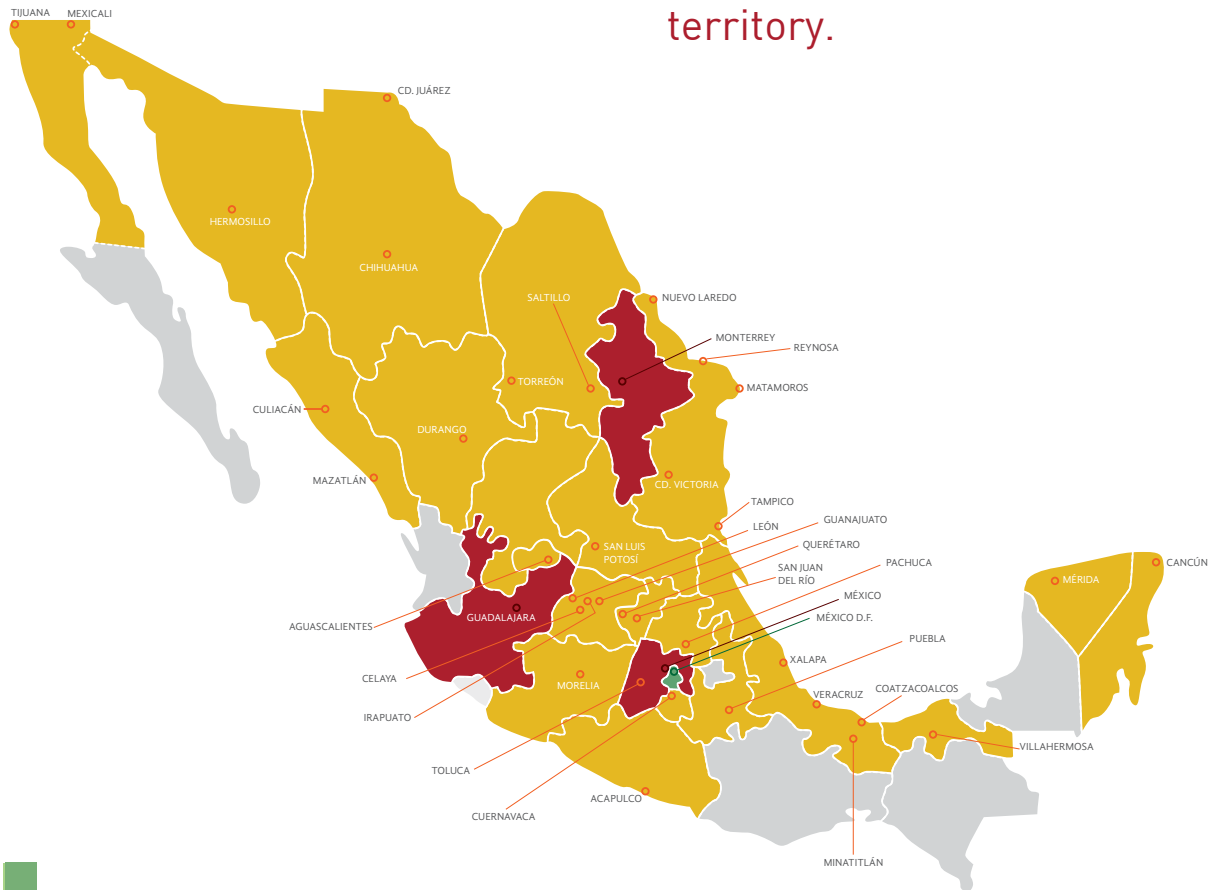 territory.
TIJUANA
MEXICALI
CD. JUÁREZ
HERMOSILLO
CHIHUAHUA
SALTILLO
NUEVO LAREDO
MONTERREY
REYNOSA
TORREÓN
MATAMOROS
CULIACÁN
DURANGO
MAZATLÁN
CD. VICTORIA
TAMPICO
GUANAJUATO
LEÓN
QUERÉTARO
SAN LUIS
POTOSÍ
SAN JUAN
DEL RÍO
PACHUCA
CANCÚN
MÉRIDA
MÉXICO
GUADALAJARA
MÉXICO D.F.
AGUASCALIENTES
PUEBLA
XALAPA
CELAYA
MORELIA
VERACRUZ
COATZACOALCOS
IRAPUATO
VILLAHERMOSA
TOLUCA
ACAPULCO
CUERNAVACA
MINATITLÁN